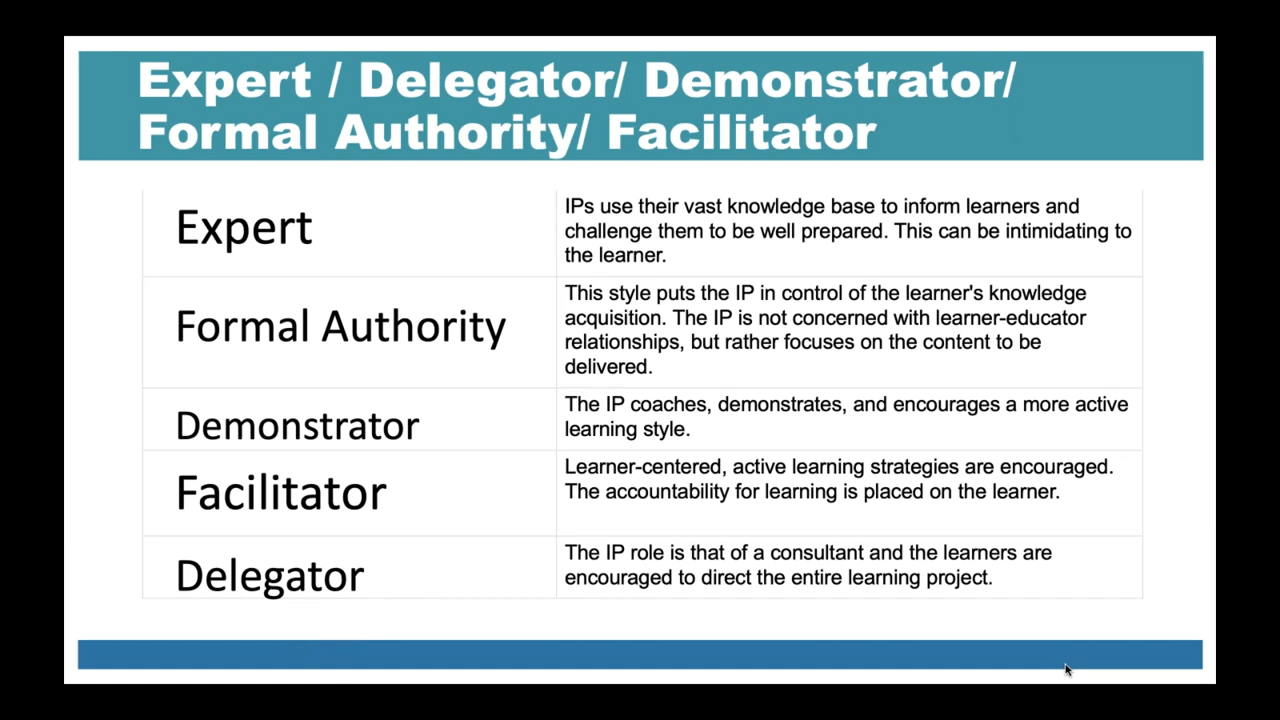 Expert / Delegator/ Demonstrator/
Formal Authority/ Facilitator
Expert
IPs use their vast knowledge base to inform learners and
challenge them to be well prepared. This can be intimidating to
the learner.
Formal Authority
This style puts the IP in control of the learner's knowledge
acquisition. The IP is not concerned with learner-educator
relationships, but rather focuses on the content to be
delivered.
Demonstrator
The IP coaches, demonstrates, and encourages a more active
learning style.
Facilitator
Learner-centered, active learning strategies are encouraged.
The accountability for learning is placed on the learner.
Delegator
The IP role is that of a consultant and the learners are
encouraged to direct the entire learning project.